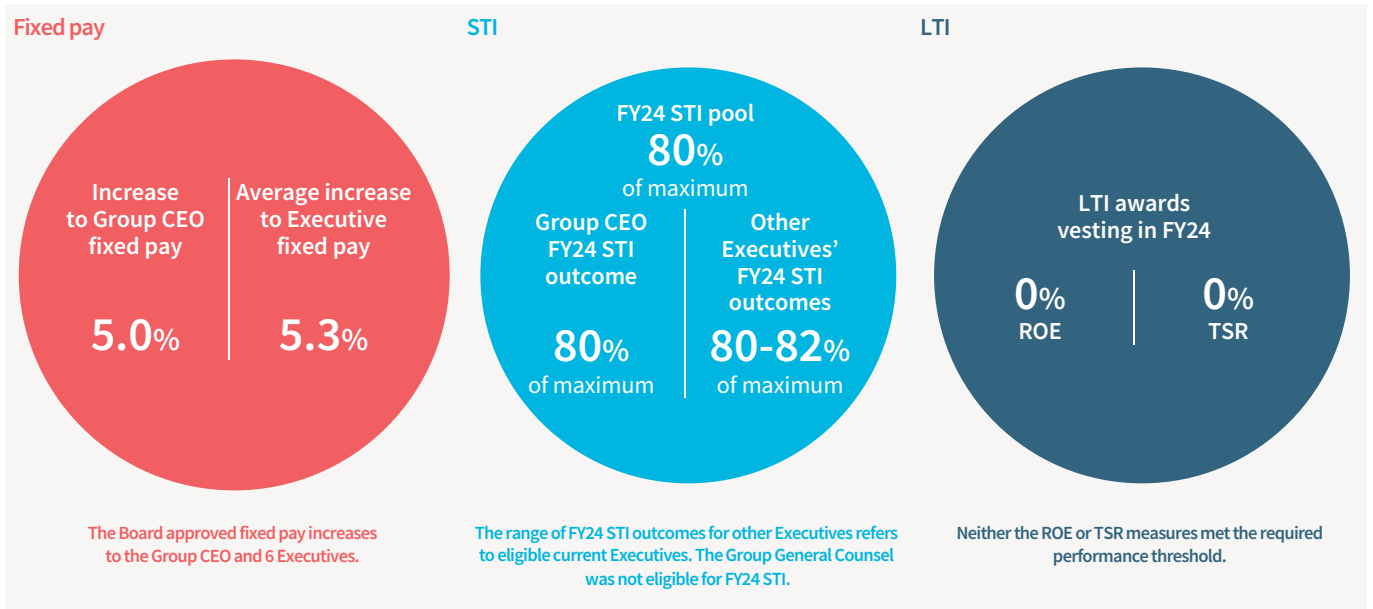 Fixed pay
Increase
to Group CEO
fixed pay
5.0%
Average increase
to Executive
fixed pay
5.3%
The Board approved fixed pay increases
to the Group CEO and 6 Executives.
STI
FY24 STI pool
80%
of maximum
Group CEO
FY24 STI
outcome
80%
of maximum
Other
Executives’
FY24 STI
outcomes
80-82%
of maximum
The range of FY24 STI outcomes for other Executives refers
to eligible current Executives. The Group General Counsel
was not eligible for FY24 STI.
LTI
LTI awards
vesting in FY24
0%
ROE
0%
TSR
Neither the ROE or TSR measures met the required
performance threshold.